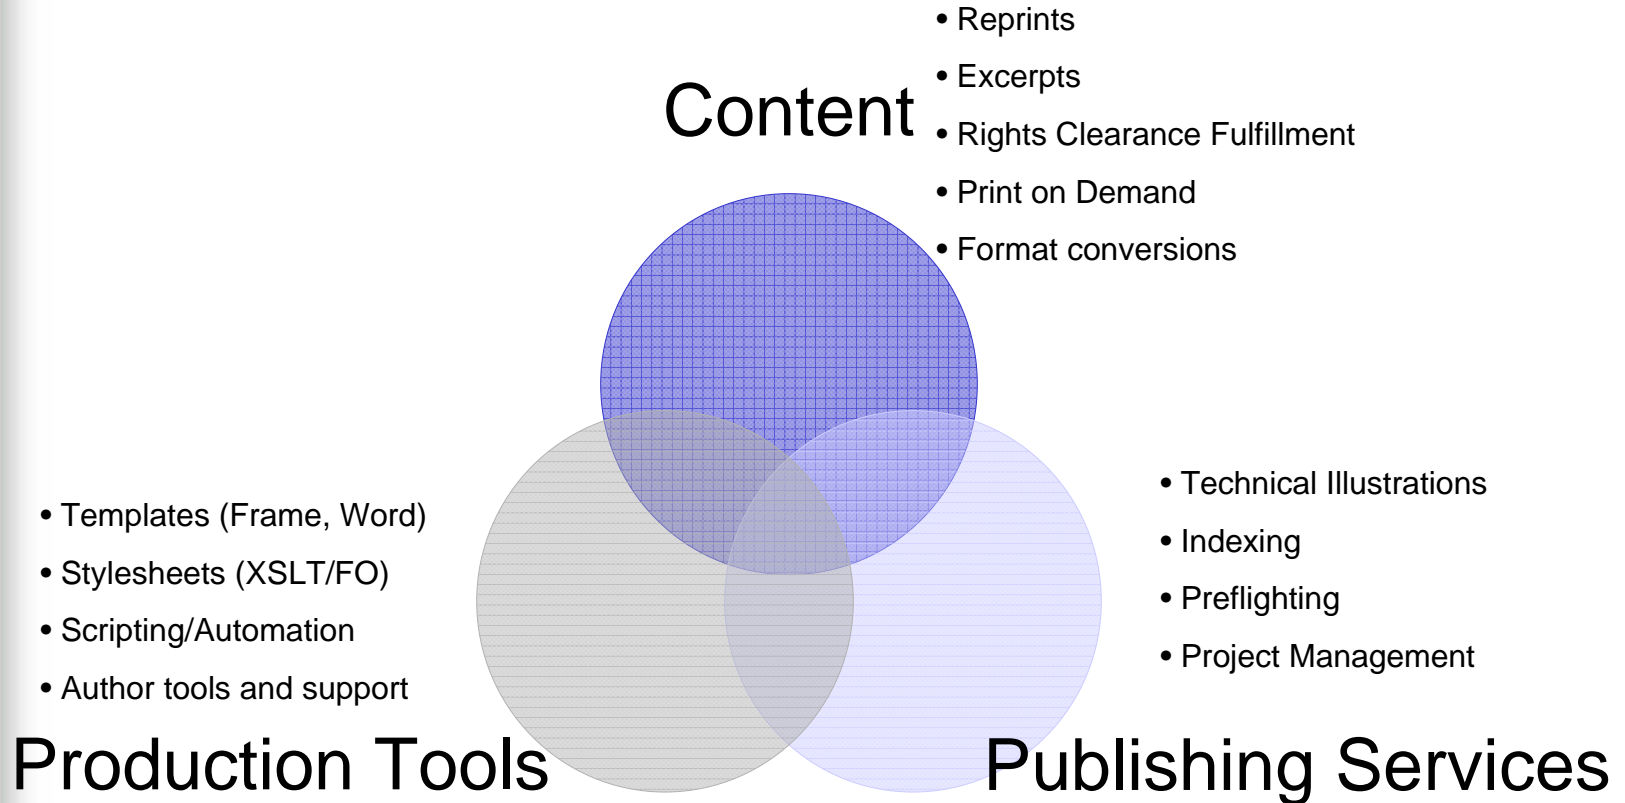 Content
• Reprints
• Excerpts
• Rights Clearance Fulfillment
• Print on Demand
• Format conversions
• Templates (Frame, Word)
• Stylesheets (XSLT/FO)
• Scripting/Automation
• Author tools and support
Production Tools
• Technical Illustrations
• Indexing
• Preflighting
• Project Management
Publishing Services